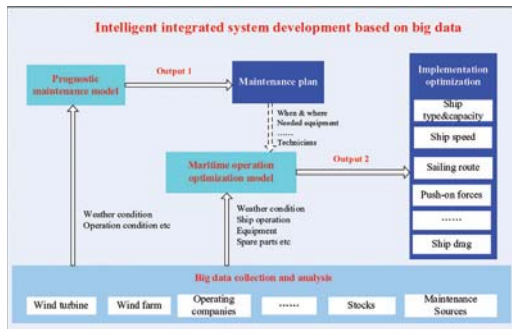 Intelligent integrated system development based on big data
Prognostic
maintenance model
Output 1
Maintenance plan
Implementation
optimization
Ship
type&capacity
Ship speed
Sailing route
Push-on forces
......
Ship drag
When & where
Needed equipment
......
Technicians
Maritime operation
optimization model
Output 2
Weather condition
Operation condition etc
Weather condition
Ship operation
Equipment
Spare parts etc
Big data collection and analysis
Wind turbine
Wind farm
Operating
companies
......
Stocks
Maintenance
Sources